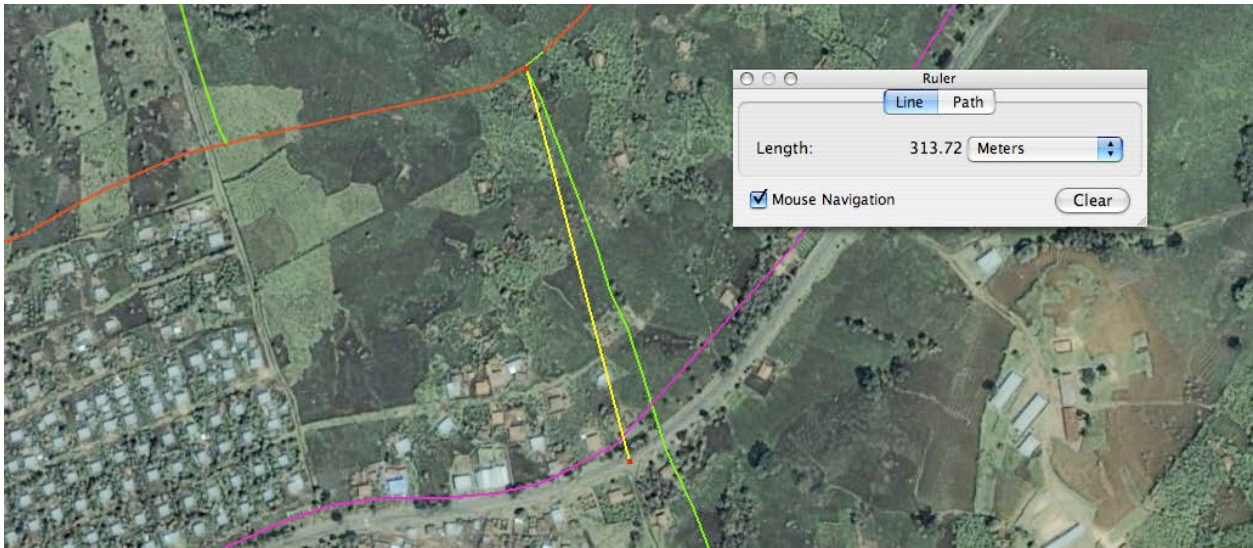 Ruler
Line Path
Length: 313.72 Meters
Mouse Navigation
Clear